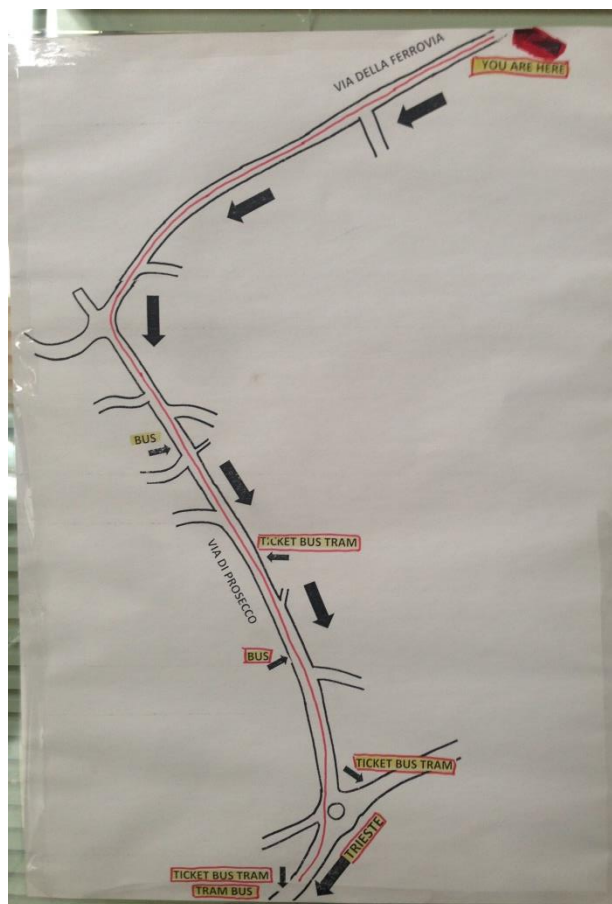 VIA DELLA FERROVIA
YOU ARE HERE
BUS
TICKET BUS TRAM
VIA DI PROSECCO
BUS
TICKET BUS TRAM
TRIESTE
TICKET BUS TRAM
TRAM BUS